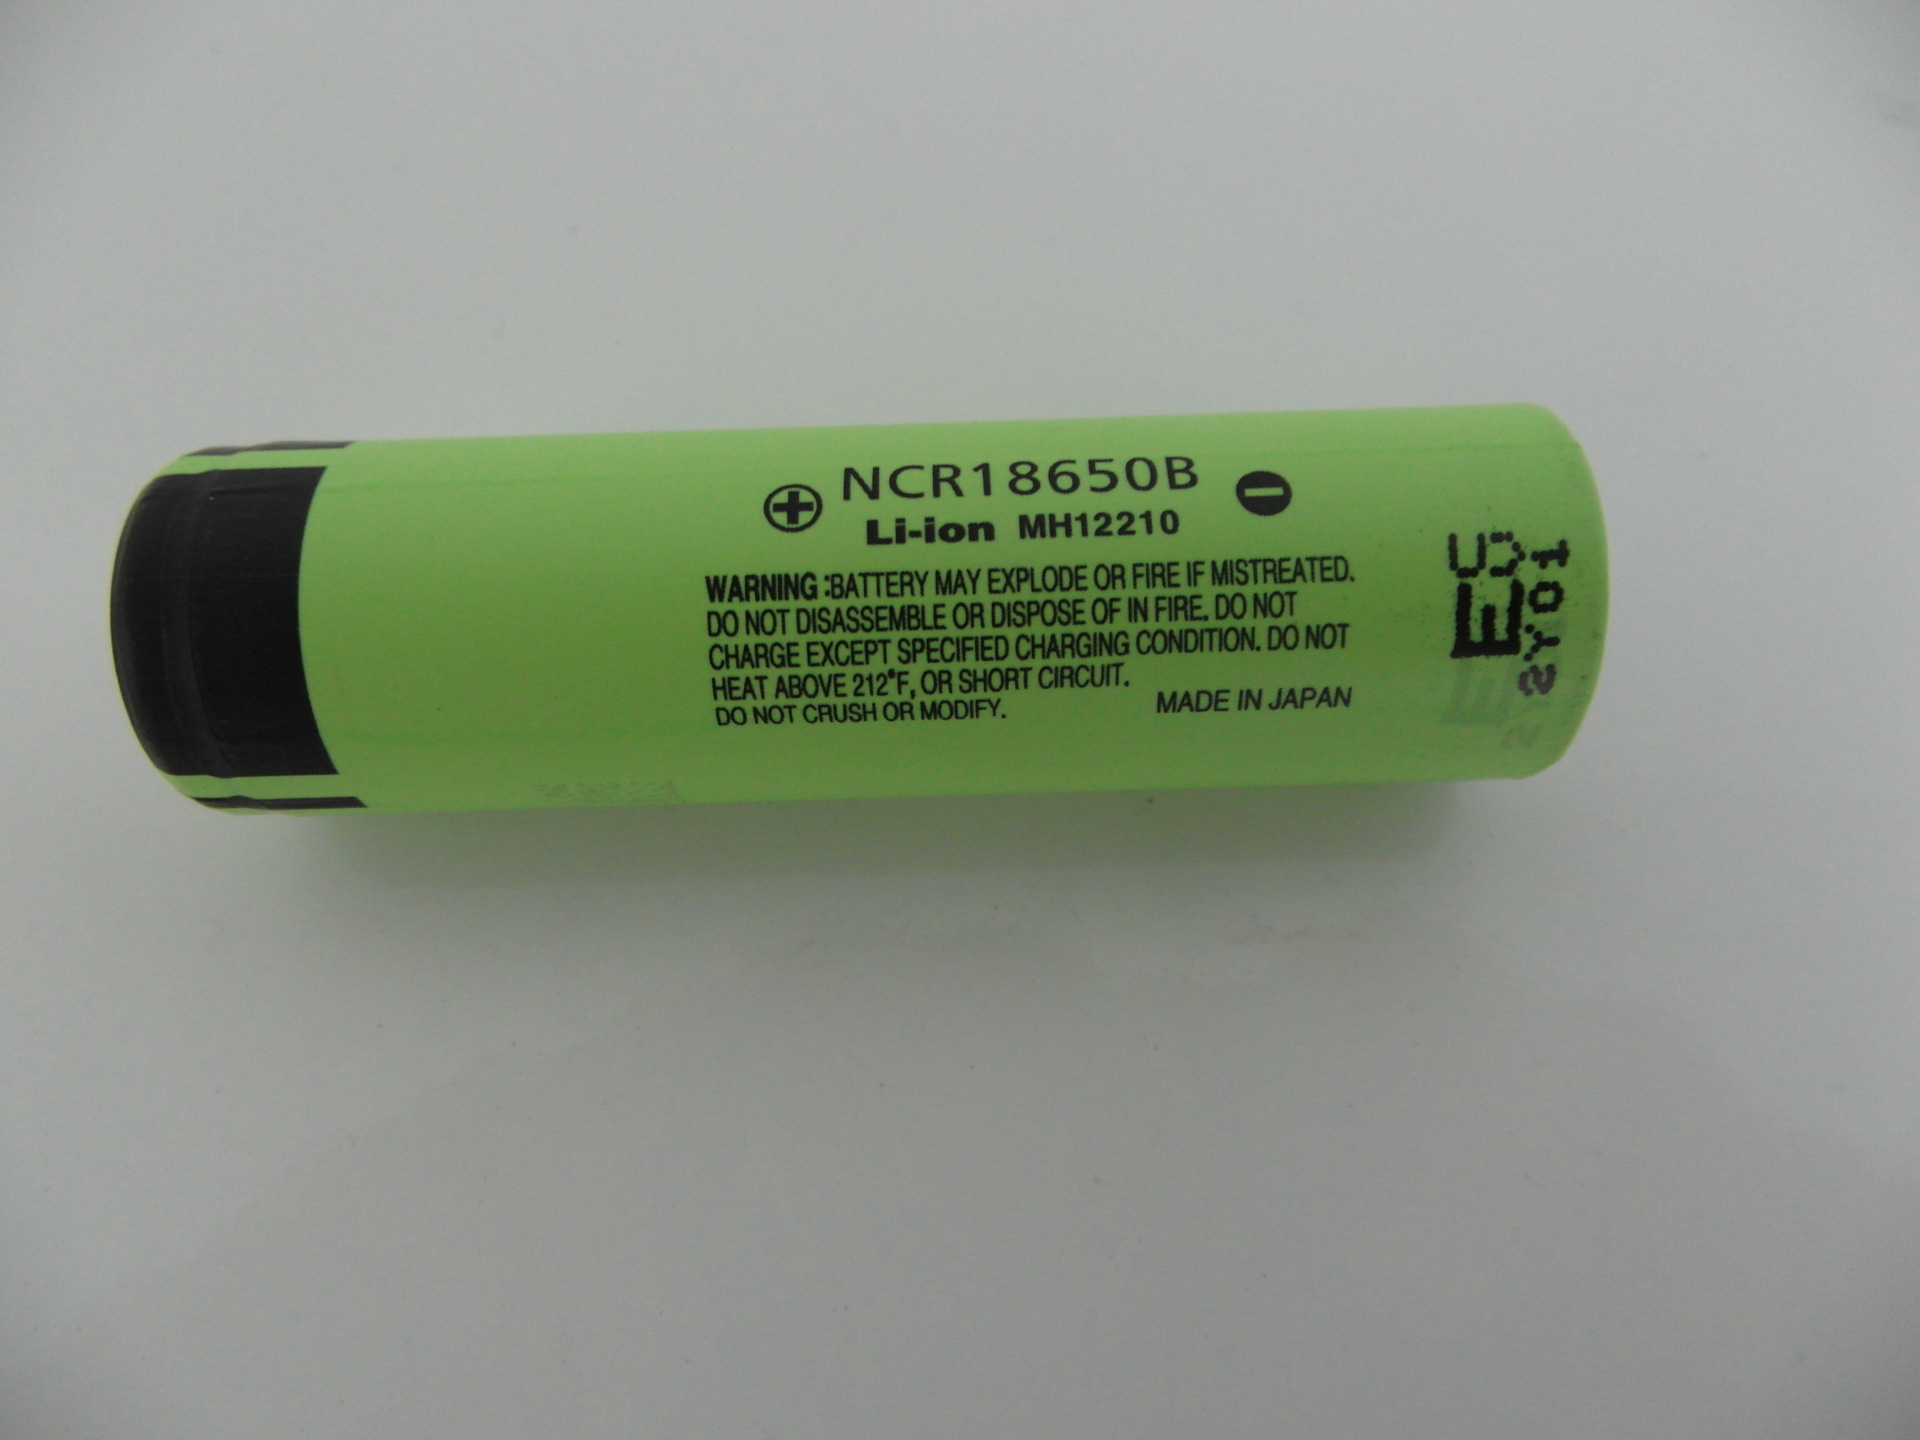 NCR18650B
Li-ion MH12210
WARNING :BATTERY MAY EXPLODE OR FIRE IF MISTREATED.
DO NOT DISASSEMBLE OR DISPOSE OF IN FIRE. DO NOT
CHARGE EXCEPT SPECIFIED CHARGING CONDITION. DO NOT
HEAT ABOVE 212°F, OR SHORT CIRCUIT.
DO NOT CRUSH OR MODIFY. MADE IN JAPAN
2Y01